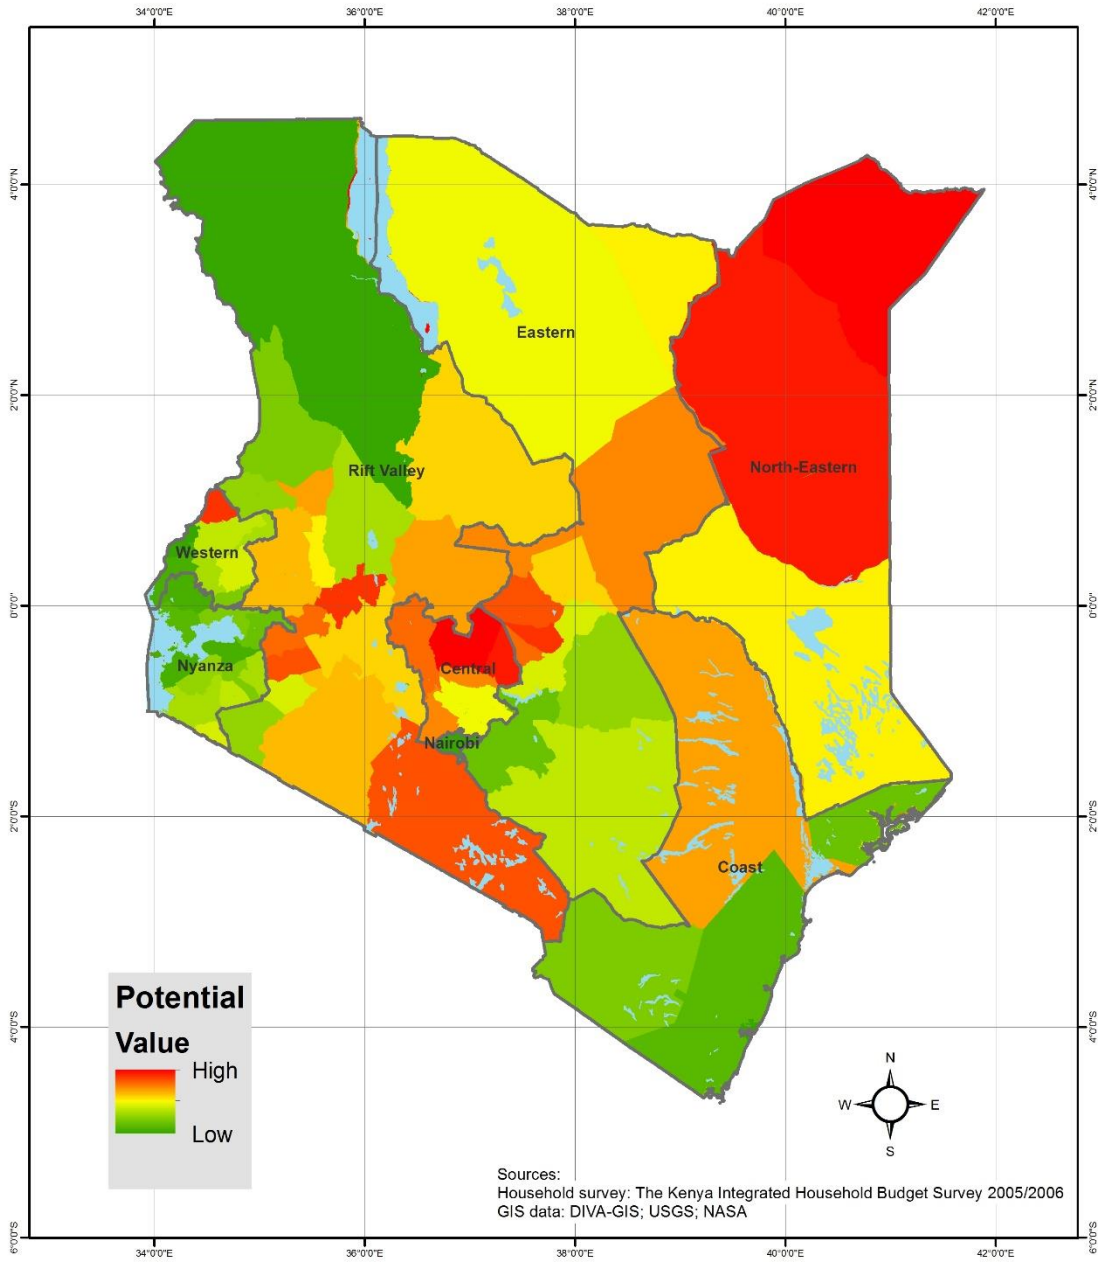 34°0'0"E 36°0'0"E 38°0'0"E 40°0'0"E 42°0'0"E
4°0'0"N 4°0'0"N
Eastern
2°0'0"N 2°0'0"N
Rift Valley North-Eastern
Western
0°0'0" 0°0'0"
Nyanza Central
Nairobi
2°0'0"S 2°0'0"S
Coast
Potential
Value
High
Low
4°0'0"S 4°0'0"S
N
W E
S
Sources:
Household survey: The Kenya Integrated Household Budget Survey 2005/2006
GIS data: DIVA-GIS; USGS; NASA
6°0'0"S 6°0'0"S
34°0'0"E 36°0'0"E 38°0'0"E 40°0'0"E 42°0'0"E